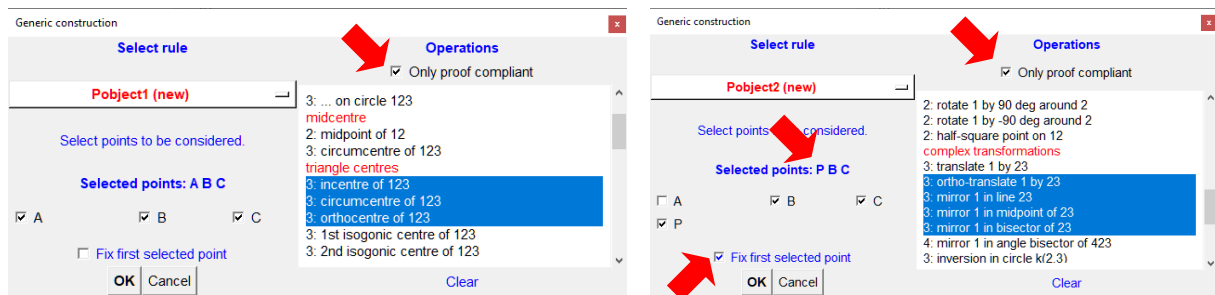 Generic construction
x
Select rule
Operations
Only proof compliant
Pobject1 (new)
Select points to be considered.
Selected points: A B C
A
B
C
Fix first selected point
OK
Cancel
3: ... on circle 123
midcentre
2: midpoint of 12
3: circumcentre of 123
triangle centres
3: incentre of 123
3: circumcentre of 123
3: orthocentre of 123
3: 1st isogonic centre of 123
3: 2nd isogonic centre of 123
Clear
Generic construction
x
Select rule
Operations
Only proof compliant
Pobject2 (new)
Select points considered.
Selected points: P B C
A
B
C
P
Fix first selected point
OK
Cancel
2: rotate 1 by 90 deg around 2
2: rotate 1 by -90 deg around 2
2: half-square point on 12
complex transformations
3: translate 1 by 23
3: ortho-translate 1 by 23
3: mirror 1 in line 23
3: mirror 1 in midpoint of 23
3: mirror 1 in bisector of 23
4: mirror 1 in angle bisector of 423
3: inversion in circle k(2,3)
Clear